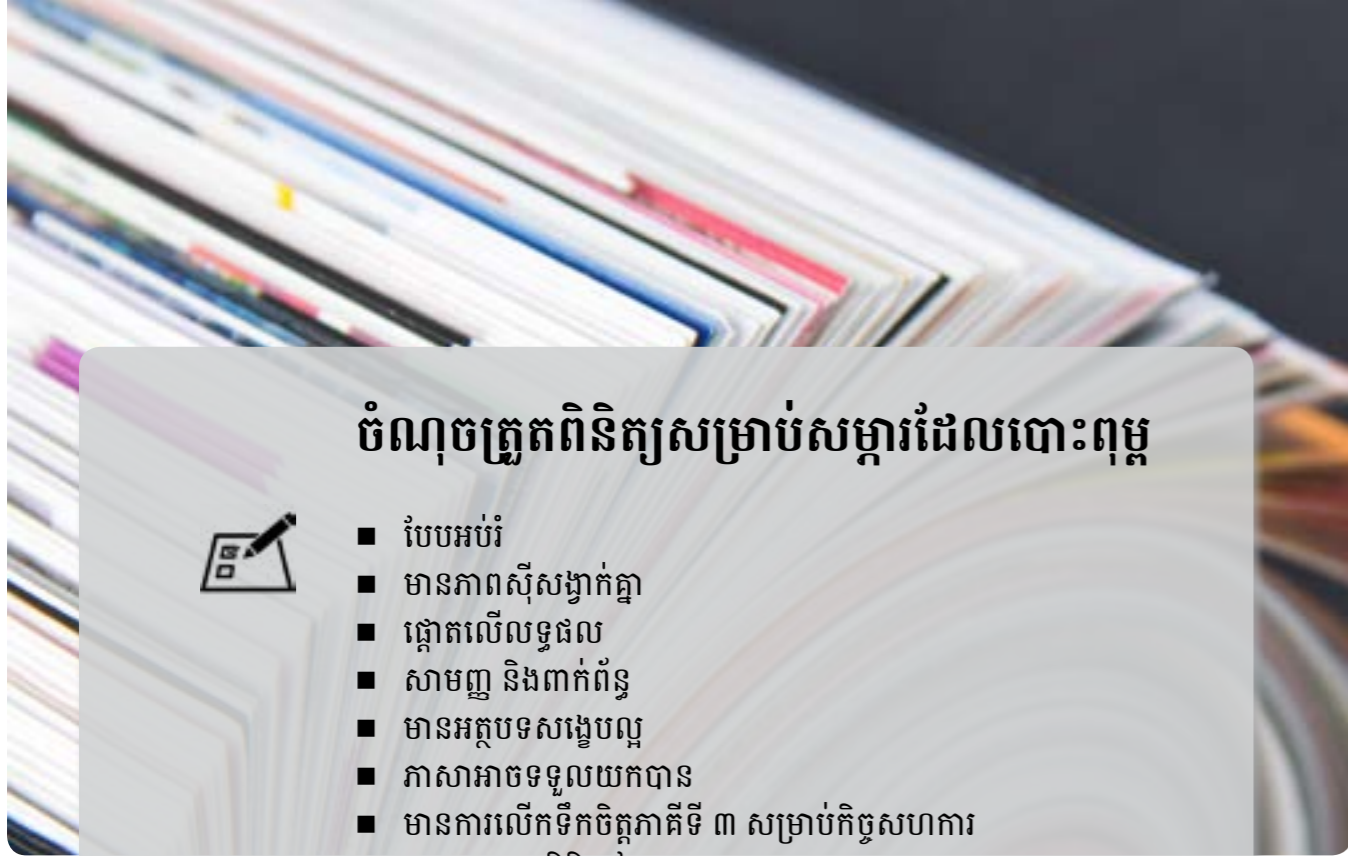 ចំណុចត្រួតពិនិត្យសម្រាប់សម្ភារដែលបោះពុម្ព
■ បែបអប់រំ
■ មានភាពស៊ីសង្វាក់គ្នា
■ ផ្តោតលើលទ្ធផល
■ សាមញ្ញ និងពាក់ព័ន្ធ
■ មានអត្ថបទសង្ខេបល្អ
■ ភាសាអាចទទួលយកបាន
■ មានការលើកទឹកចិត្តភាគីទី ៣ សម្រាប់កិច្ចសហការ